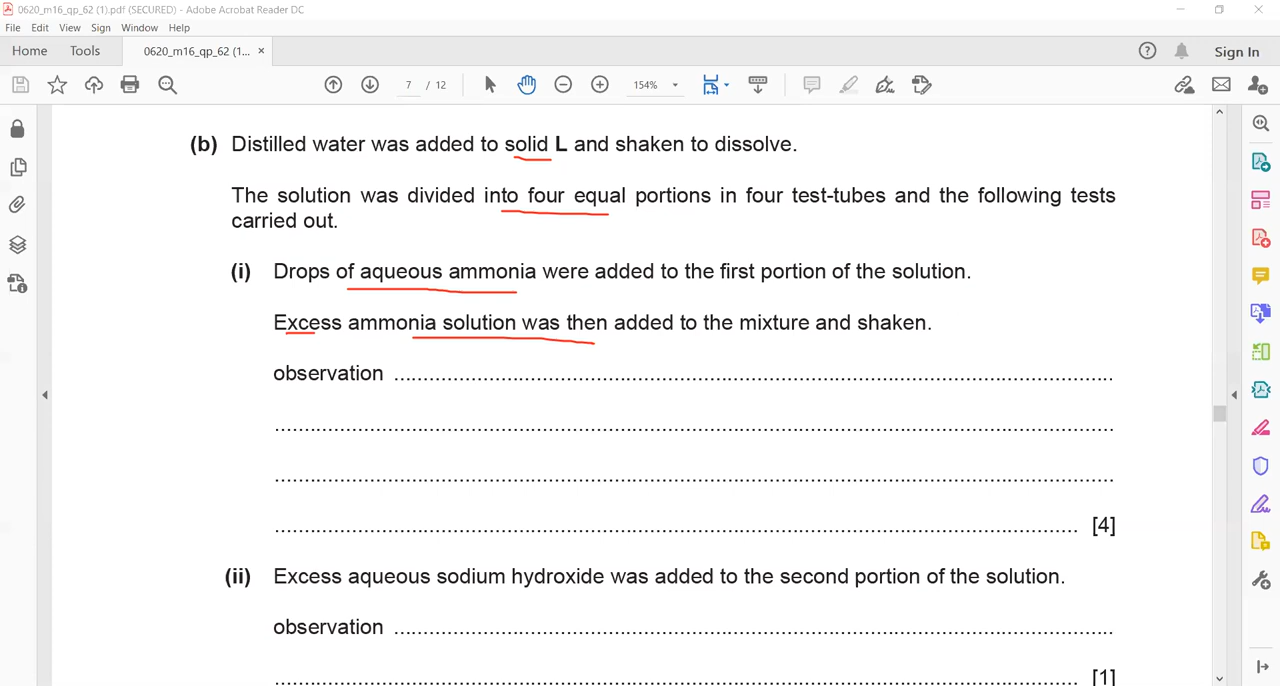 0620_m16_qp_62 (1).pdf (SECURED) - Adobe Acrobat Reader DC
File Edit View Sign Window Help
Home Tools 0620_m16_qp_62 (1... × Sign In
7 / 12 154%
(b) Distilled water was added to solid L and shaken to dissolve.
The solution was divided into four equal portions in four test-tubes and the following tests
carried out.
(i) Drops of aqueous ammonia were added to the first portion of the solution.
Excess ammonia solution was then added to the mixture and shaken.
observation ..........................................................................................................................
................................................................................................................................................
................................................................................................................................................
.......................................................................................................................................... [4]
(ii) Excess aqueous sodium hydroxide was added to the second portion of the solution.
observation ..........................................................................................................................
.......................................................................................................................................... [1]